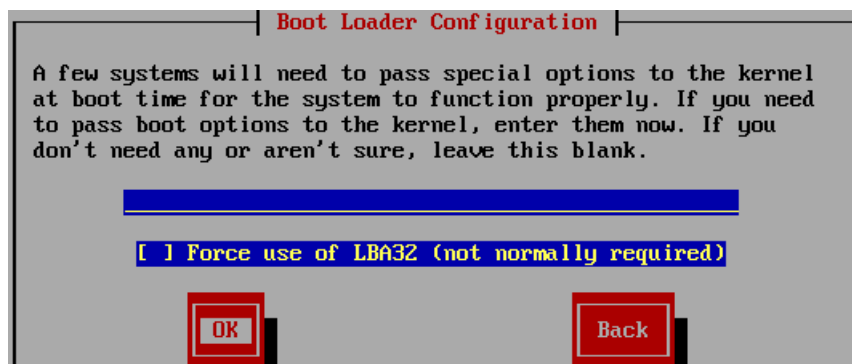 Boot Loader Configuration
A few systems will need to pass special options to the kernel
at boot time for the system to function properly. If you need
to pass boot options to the kernel, enter them now. If you
don't need any or aren't sure, leave this blank.
[ ] Force use of LBA32 (not normally required)
OK Back